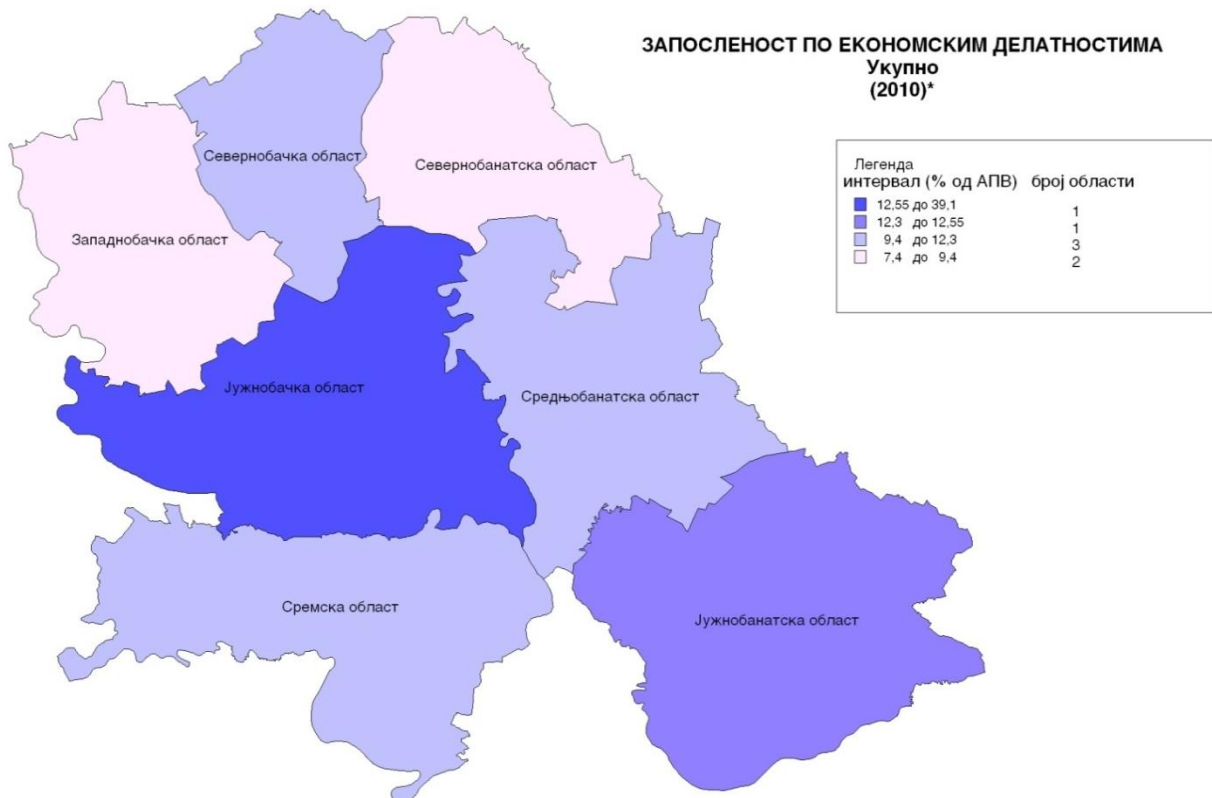 ЗАПОСЛЕНОСТ ПО ЕКОНОМСКИМ ДЕЛАТНОСТИМА
Укупно
(2010)*
Легенда
интервал (% од АПВ) број области
12,55 до 39,1 1
12,3 до 12,55 1
9,4 до 12,3 3
7,4 до 9,4 2
Севернобачка област
Севернобанатска област
Западнобачка област
Јужнобачка област
Средњобанатска област
Сремска област
Јужнобанатска област